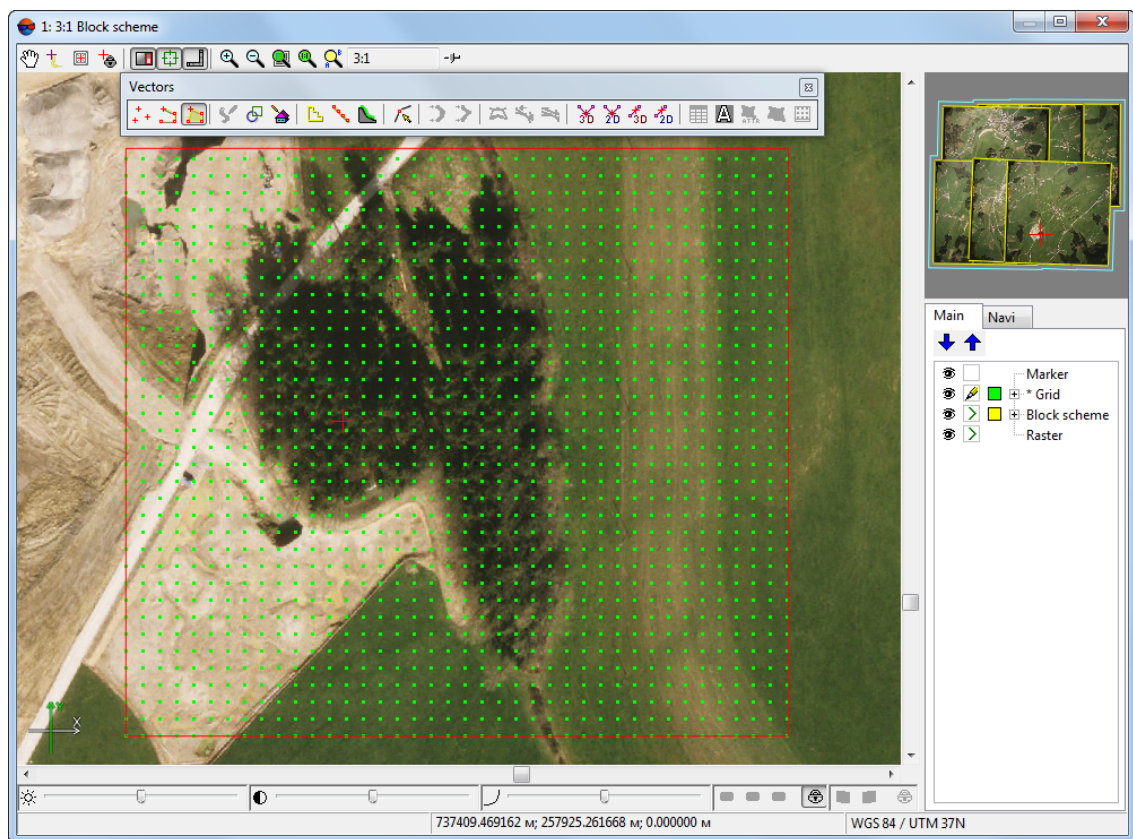 1: 3:1 Block scheme
3:1
Vectors
3D 2D 3D 2D A ATTR
Main Navi
Marker
* Grid
Block scheme
Raster
Y
X
737409.469162 м; 257925.261668 м; 0.000000 м
WGS 84 / UTM 37N